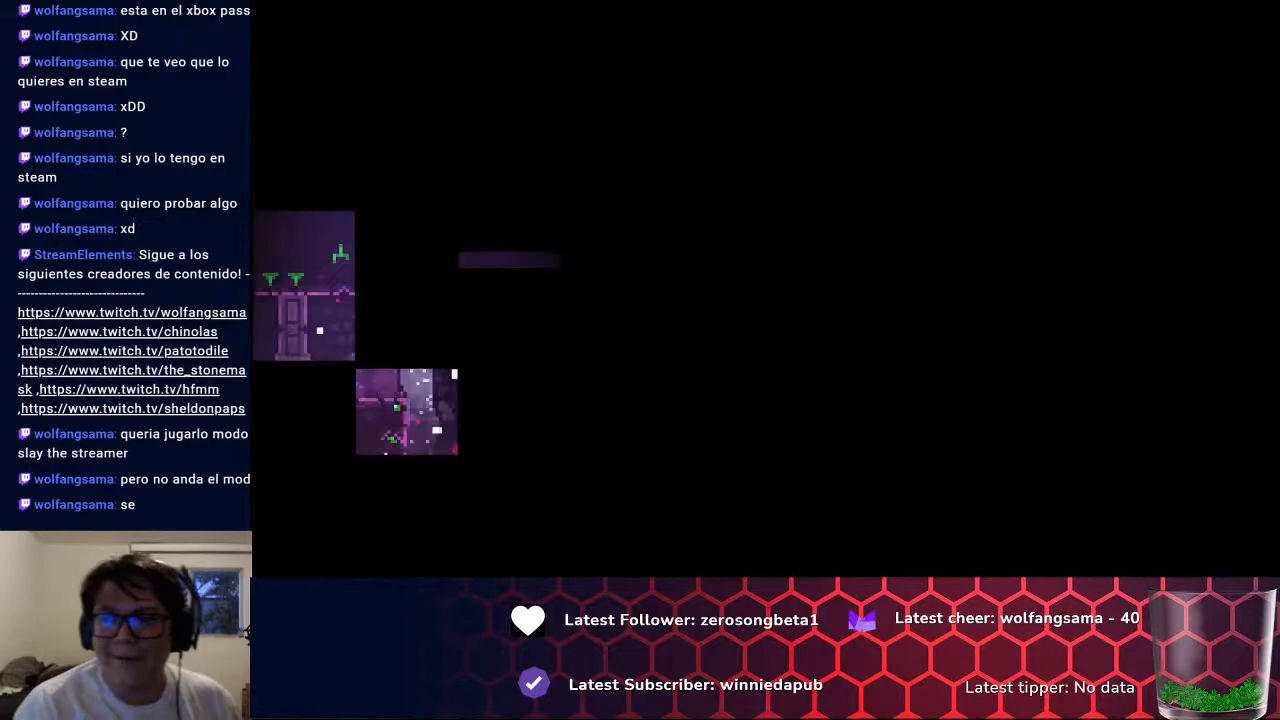 wolfangsama: esta en el xbox pass
wolfangsama: XD
wolfangsama: que te veo que lo
quieres en steam
wolfangsama: xDD
wolfangsama: ?
wolfangsama: si yo lo tengo en
steam
wolfangsama: quiero probar algo
wolfangsama: xd
StreamElements: Sigue a los
siguientes creadores de contenido! -
------------------------------
https://www.twitch.tv/wolfangsama
,https://www.twitch.tv/chinolas
,https://www.twitch.tv/patotodile
,https://www.twitch.tv/the_stonema
sk ,https://www.twitch.tv/hfmm
,https://www.twitch.tv/sheldonpaps
wolfangsama: queria jugarlo modo
slay the streamer
wolfangsama: pero no anda el mod
wolfangsama: se
Latest Follower: zerosongbeta1
Latest cheer: wolfangsama - 40
Latest Subscriber: winniedapub
Latest tipper: No data